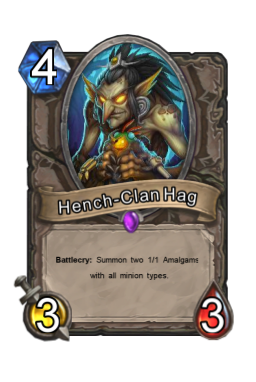 4
Hench-Clan Hag
Battlecry: Summon two 1/1 Amalgams
with all minion types.
3 3